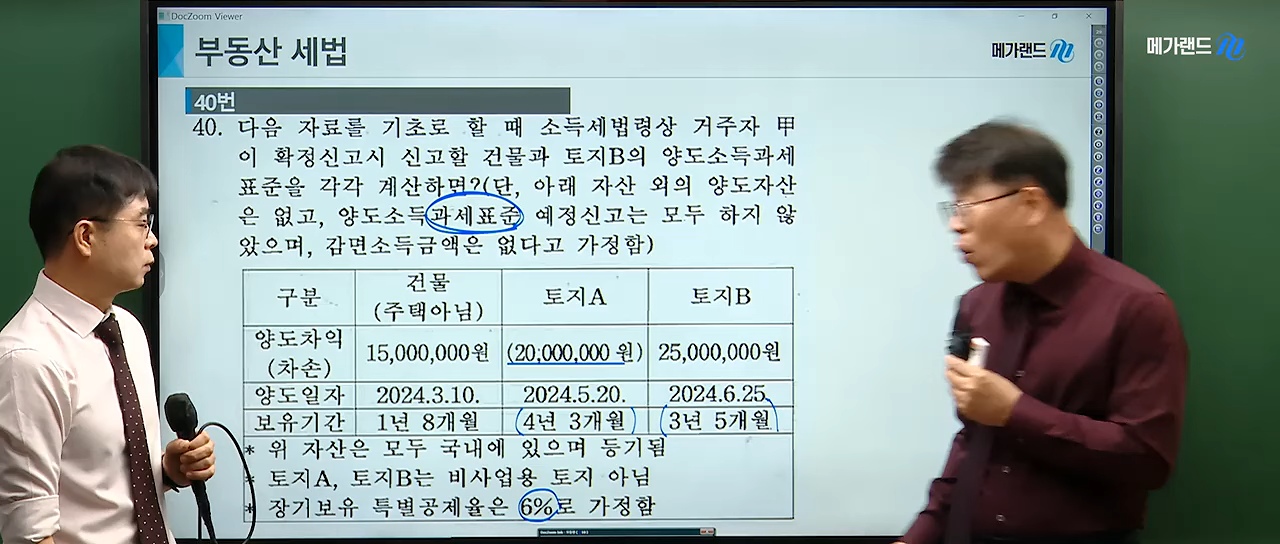 DocZoom Viewer
부동산 세법
메가랜드
메가랜드
40번
40. 다음 자료를 기초로 할 때 소득세법령상 거주자 甲
이 확정신고시 신고할 건물과 토지B의 양도소득과세
표준을 각각 계산하면?(단, 아래 자산 외의 양도자산
은 없고, 양도소득과세표준 예정신고는 모두 하지 않
았으며, 감면소득금액은 없다고 가정함)
구분 건물 (주택아님) 토지A 토지B
양도차익 (차손) 15,000,000원 (20,000,000 원) 25,000,000원
양도일자 2024.3.10. 2024.5.20. 2024.6.25.
보유기간 1년 8개월 4년 3개월 3년 5개월
* 위 자산은 모두 국내에 있으며 등기됨
* 토지A, 토지B는 비사업용 토지 아님
* 장기보유 특별공제율은 6%로 가정함